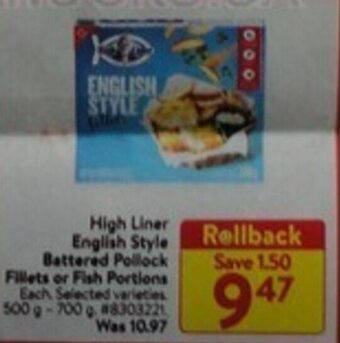 ENGLISH
STYLE
High Liner
English Style
Battered Pollock
Fillets or Fish Portions
Each. Selected varieties.
500 g – 700 g. #8303221.
Was 10.97
Rollback
Save 1.50
9 47